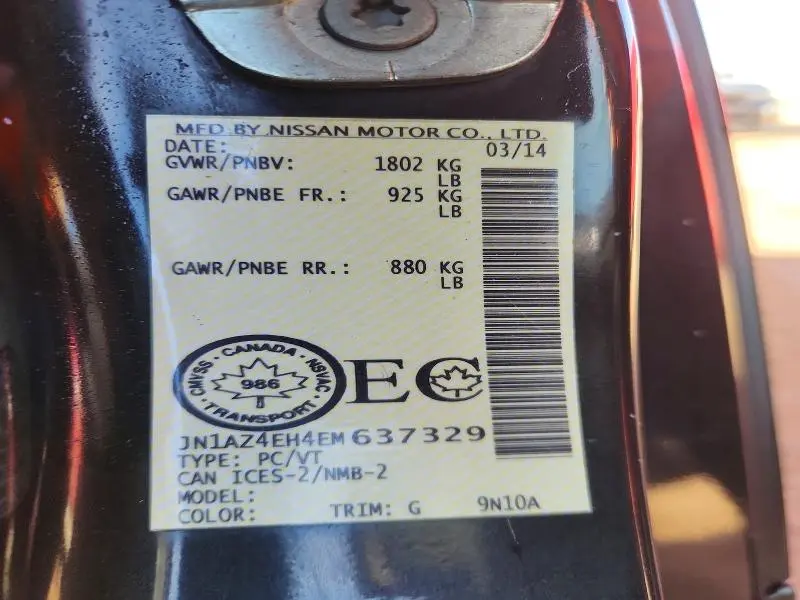 MFD BY NISSAN MOTOR CO., LTD.
DATE: 03/14
GVWR/PNBV: 1802 KG
LB
GAWR/PNBE FR.: 925 KG
LB
GAWR/PNBE RR.: 880 KG
LB
CMVSS · CANADA · NSVAC
986
· TRANSPORT ·
EC
JN1AZ4EH4EM637329
TYPE: PC/VT
CAN ICES-2/NMB-2
MODEL:
COLOR: TRIM: G 9N10A